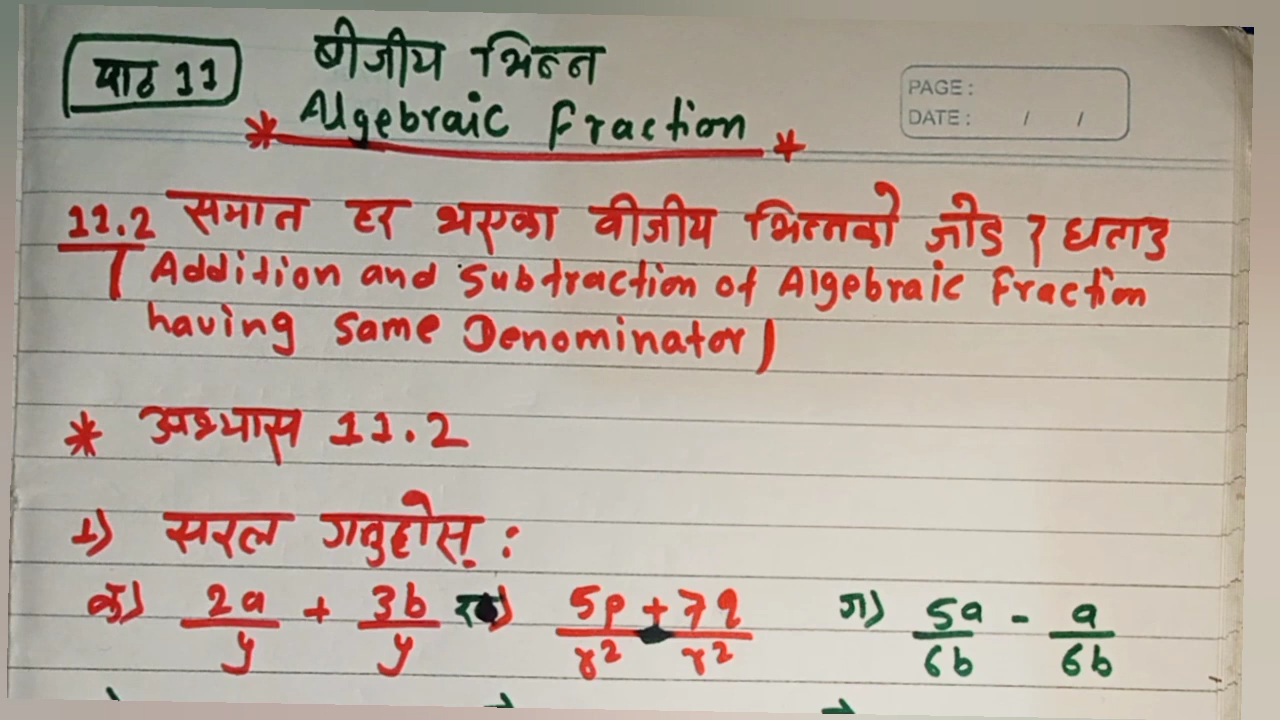 पाठ 11
बीजीय भिन्न
Algebraic Fraction
PAGE :
DATE : / /
11.2 समान हर भएका बीजीय भिन्नको जोड र घटाउ
( Addition and Subtraction of Algebraic Fraction
having same Denominator)
* अभ्यास 11.2
1) सरल गर्नुहोस् :
क) 2a/y + 3b/y ख) 5p/r² + 7q/r² ग) 5a/6b - a/6b